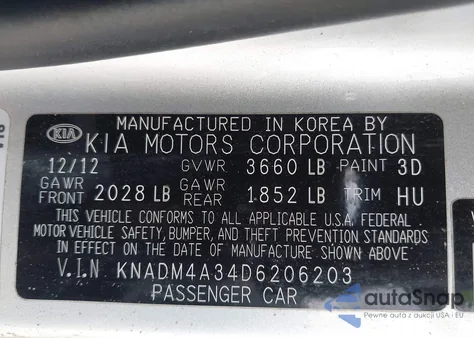 MANUFACTURED IN KOREA BY
KIA KIA MOTORS CORPORATION
12/12 GVWR 3660 LB PAINT 3D
GAWR FRONT 2028 LB GAWR REAR 1852 LB TRIM HU
THIS VEHICLE CONFORMS TO ALL APPLICABLE U.S.A. FEDERAL
MOTOR VEHICLE SAFETY, BUMPER, AND THEFT PREVENTION STANDARDS
IN EFFECT ON THE DATE OF MANUFACTURE SHOWN ABOVE
V.I.N KNADM4A34D6206203
PASSENGER CAR
autoSnap
Pewne auta z aukcji USA i EU